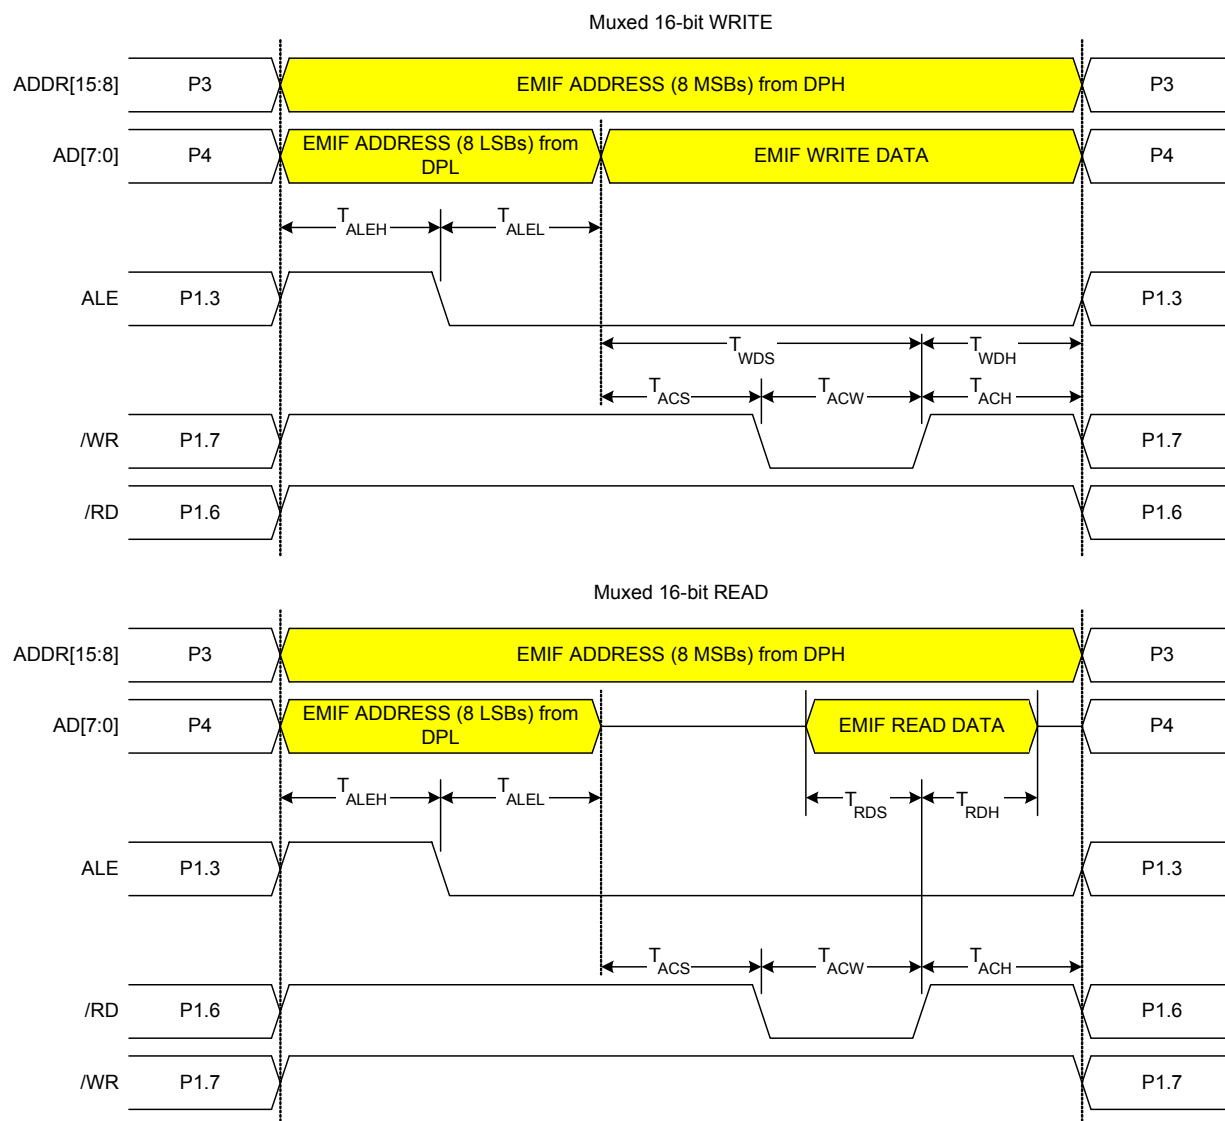 Muxed 16-bit WRITE
ADDR[15:8] P3 EMIF ADDRESS (8 MSBs) from DPH P3
AD[7:0] P4 EMIF ADDRESS (8 LSBs) from DPL EMIF WRITE DATA P4
TALEH TALEL
ALE P1.3 P1.3
TWDS TWDH
TACS TACW TACH
/WR P1.7 P1.7
/RD P1.6 P1.6
Muxed 16-bit READ
ADDR[15:8] P3 EMIF ADDRESS (8 MSBs) from DPH P3
AD[7:0] P4 EMIF ADDRESS (8 LSBs) from DPL EMIF READ DATA P4
TALEH TALEL TRDS TRDH
ALE P1.3 P1.3
TACS TACW TACH
/RD P1.6 P1.6
/WR P1.7 P1.7